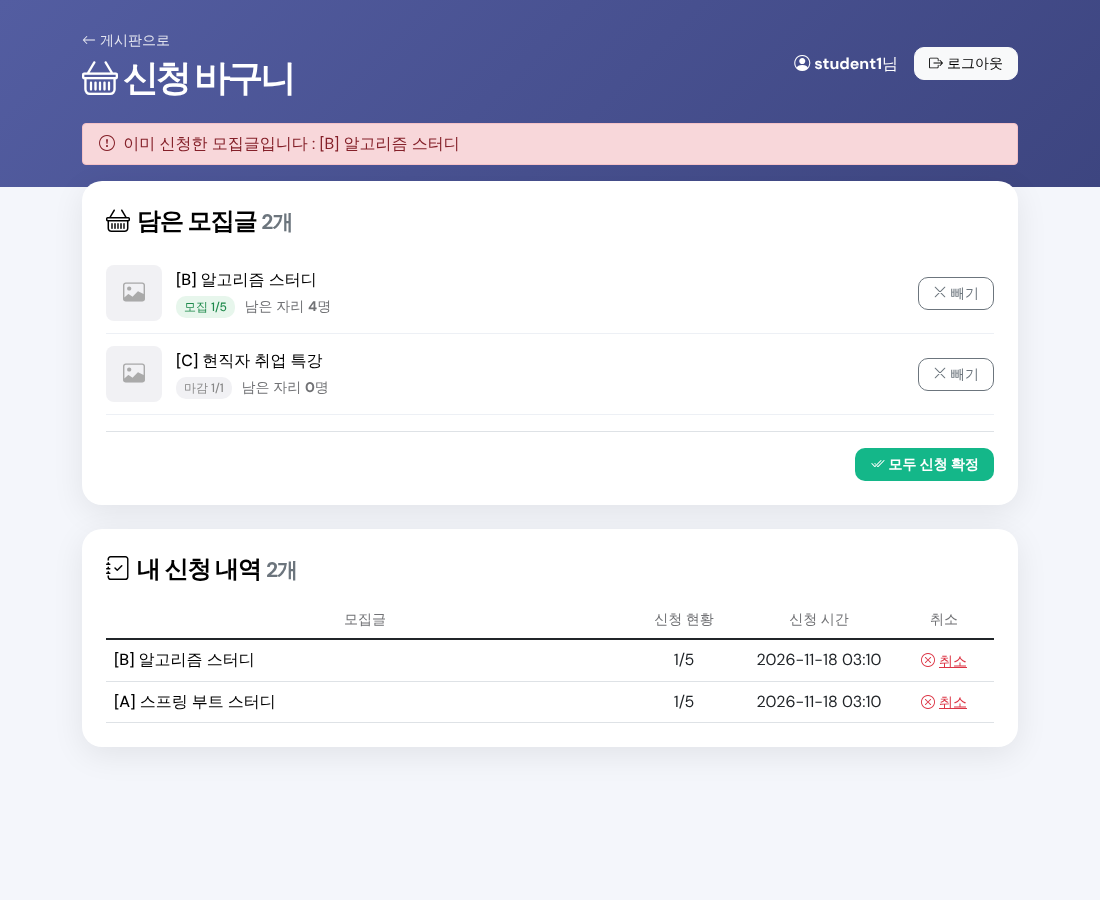 게시판으로
신청 바구니
student1님
로그아웃
이미 신청한 모집글입니다 : [B] 알고리즘 스터디
담은 모집글 2개
[B] 알고리즘 스터디
모집 1/5 남은 자리 4명
빼기
[C] 현직자 취업 특강
마감 1/1 남은 자리 0명
빼기
모두 신청 확정
내 신청 내역 2개
모집글 신청 현황 신청 시간 취소
[B] 알고리즘 스터디 1/5 2026-11-18 03:10 취소
[A] 스프링 부트 스터디 1/5 2026-11-18 03:10 취소